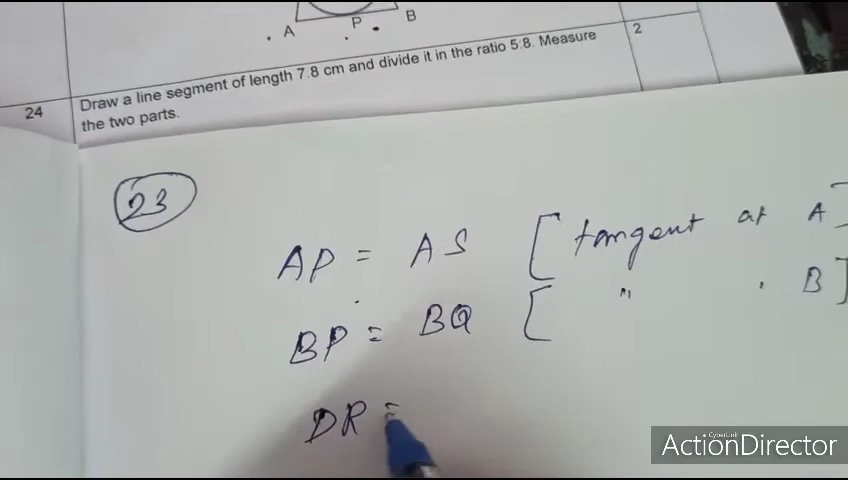 A P B
24 Draw a line segment of length 7.8 cm and divide it in the ratio 5:8. Measure 2
the two parts.
23
AP = AS [tangent at A]
BP = BQ [ " . B]
DR =
CyberLink
ActionDirector